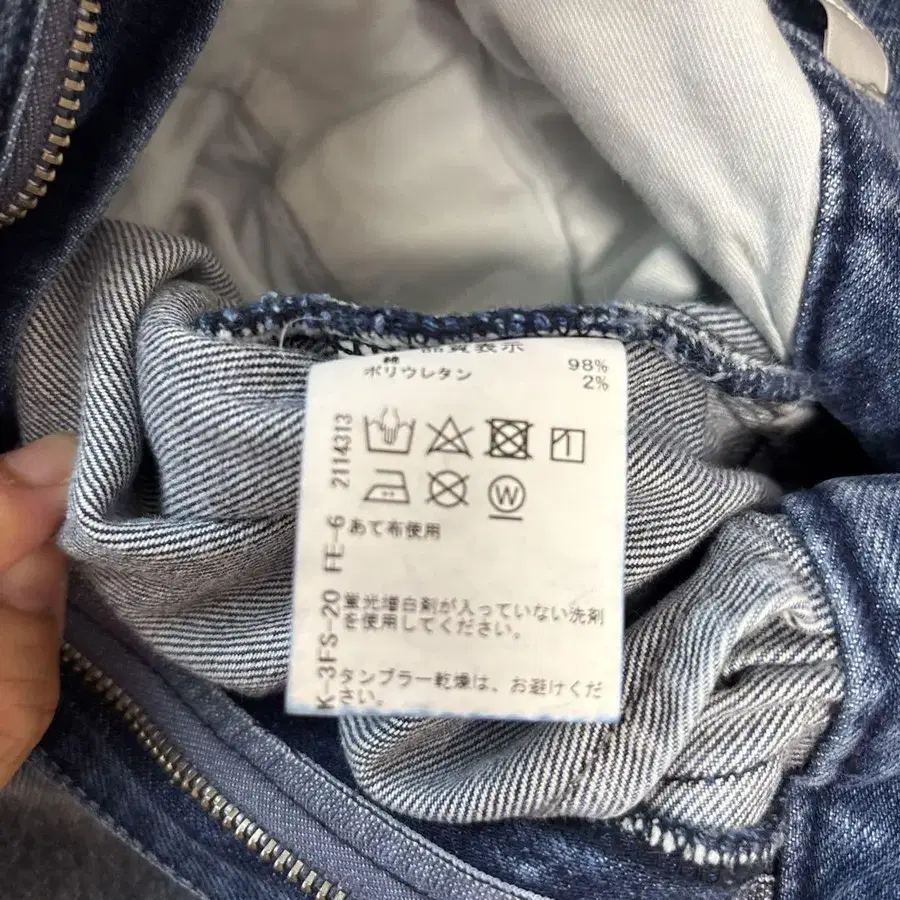 品質表示
綿 98%
ポリウレタン 2%
W
あて布使用
蛍光増白剤が入っていない洗剤
を使用してください。
タンブラー乾燥は、お避けくだ
さい。
K-3FS-20 FE-6 2114313